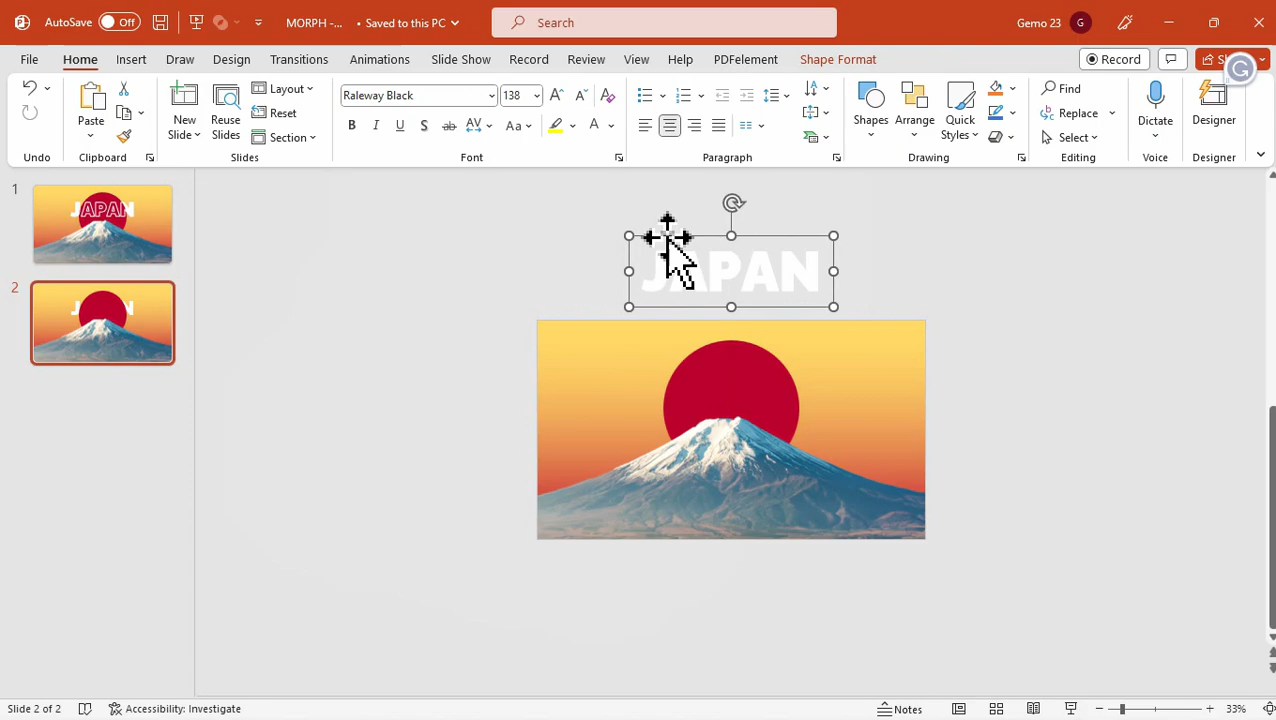 AutoSave Off MORPH -... • Saved to this PC Search Gemo 23 G
File Home Insert Draw Design Transitions Animations Slide Show Record Review View Help PDFelement Shape Format Record
Paste New Slide Reuse Slides Layout Reset Section Raleway Black 138 Shapes Arrange Quick Styles Find Replace Select Dictate Designer
Undo Clipboard Slides Font Paragraph Drawing Editing Voice Designer
1
JAPAN
2
JAPAN
Slide 2 of 2 Accessibility: Investigate Notes 33%